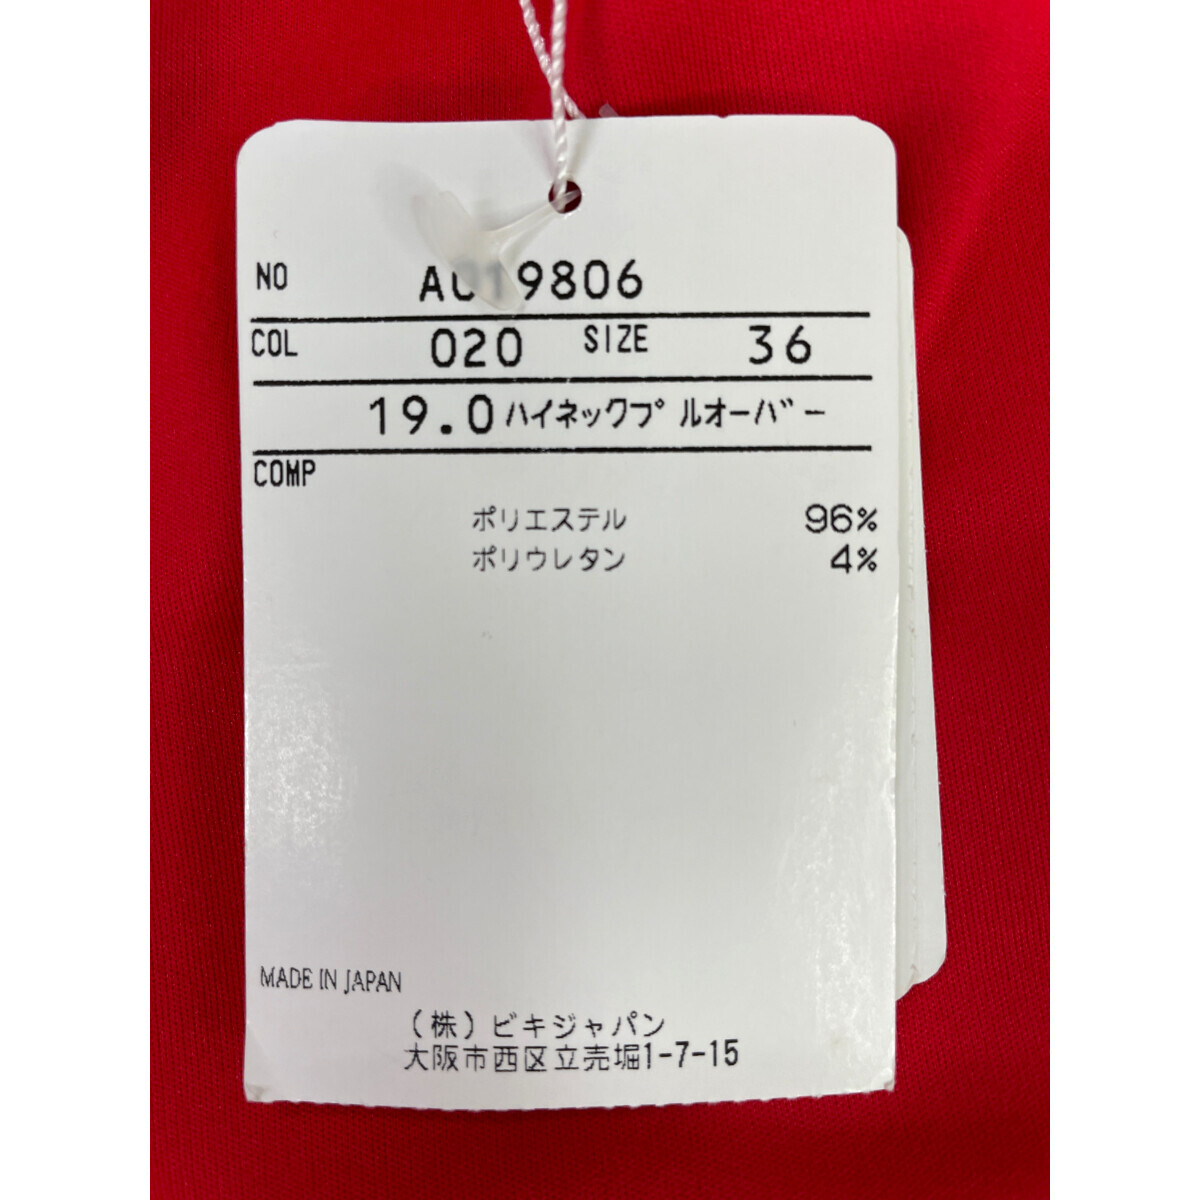 NO A019806
COL 020 SIZE 36
19.0 ハイネックプルオーバー
COMP
ポリエステル 96%
ポリウレタン 4%
MADE IN JAPAN
(株)ビキジャパン
大阪市西区立売堀1-7-15